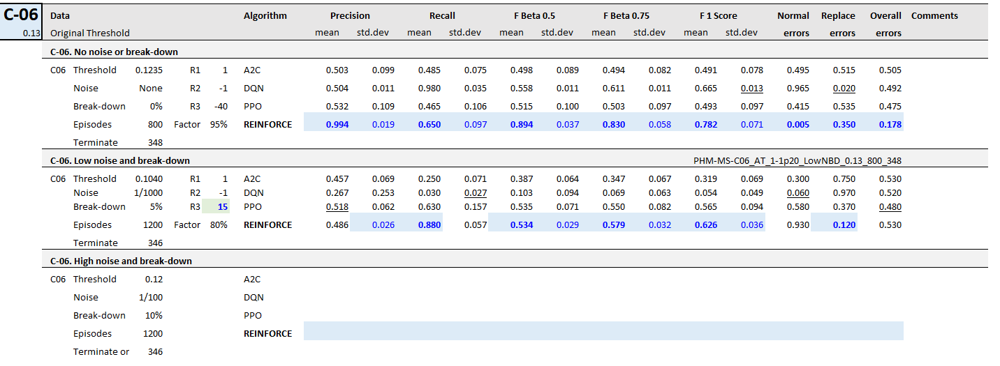 C-06 Data Algorithm Precision Recall F Beta 0.5 F Beta 0.75 F 1 Score Normal Replace Overall Comments
0.13 Original Threshold mean std.dev mean std.dev mean std.dev mean std.dev mean std.dev errors errors errors
C-06. No noise or break-down
C06 Threshold 0.1235 R1 1 A2C 0.503 0.099 0.485 0.075 0.498 0.089 0.494 0.082 0.491 0.078 0.495 0.515 0.505
Noise None R2 -1 DQN 0.504 0.011 0.980 0.035 0.558 0.011 0.611 0.011 0.665 0.013 0.965 0.020 0.492
Break-down 0% R3 -40 PPO 0.532 0.109 0.465 0.106 0.515 0.100 0.503 0.097 0.493 0.097 0.415 0.535 0.475
Episodes 800 Factor 95% REINFORCE 0.994 0.019 0.650 0.097 0.894 0.037 0.830 0.058 0.782 0.071 0.005 0.350 0.178
Terminate 348
C-06. Low noise and break-down PHM-MS-C06_AT_1-1p20_LowNBD_0.13_800_348
C06 Threshold 0.1040 R1 1 A2C 0.457 0.069 0.250 0.071 0.387 0.064 0.347 0.067 0.319 0.069 0.300 0.750 0.530
Noise 1/1000 R2 -1 DQN 0.267 0.253 0.030 0.027 0.103 0.094 0.069 0.063 0.054 0.049 0.060 0.970 0.520
Break-down 5% R3 15 PPO 0.518 0.062 0.630 0.157 0.535 0.071 0.550 0.082 0.565 0.094 0.580 0.370 0.480
Episodes 1200 Factor 80% REINFORCE 0.486 0.026 0.880 0.057 0.534 0.029 0.579 0.032 0.626 0.036 0.930 0.120 0.530
Terminate 346
C-06. High noise and break-down
C06 Threshold 0.12 A2C
Noise 1/100 DQN
Break-down 10% PPO
Episodes 1200 REINFORCE
Terminate or 346